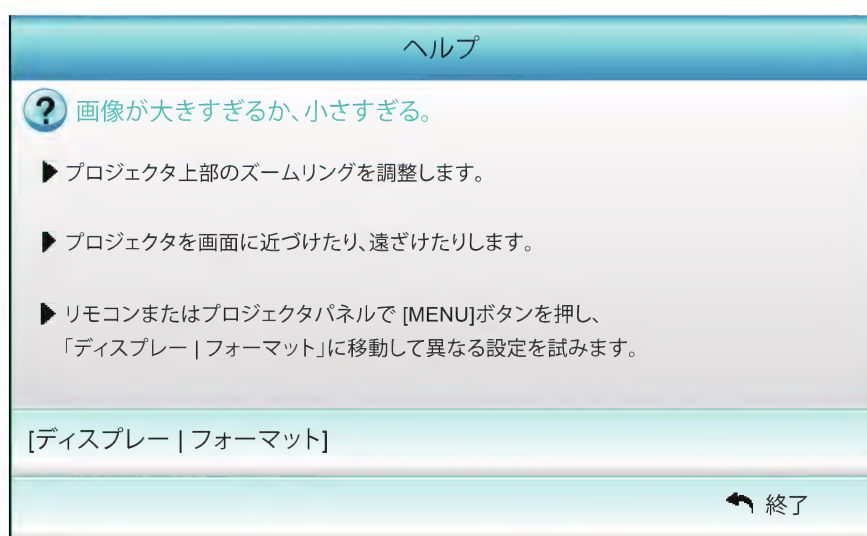 ヘルプ
? 画像が大きすぎるか、小さすぎる。
プロジェクタ上部のズームリングを調整します。
プロジェクタを画面に近づけたり、遠ざけたりします。
リモコンまたはプロジェクタパネルで [MENU]ボタンを押し、
「ディスプレー | フォーマット」に移動して異なる設定を試みます。
[ディスプレー | フォーマット]
終了